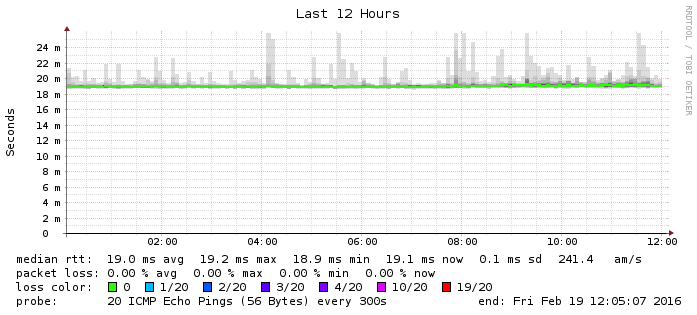 Last 12 Hours
RRDTOOL / TOBI OETIKER
Seconds
24 m
22 m
20 m
18 m
16 m
14 m
12 m
10 m
8 m
6 m
4 m
2 m
0
02:00 04:00 06:00 08:00 10:00 12:00
median rtt: 19.0 ms avg 19.2 ms max 18.9 ms min 19.1 ms now 0.1 ms sd 241.4 am/s
packet loss: 0.00 % avg 0.00 % max 0.00 % min 0.00 % now
loss color: 0 1/20 2/20 3/20 4/20 10/20 19/20
probe: 20 ICMP Echo Pings (56 Bytes) every 300s end: Fri Feb 19 12:05:07 2016